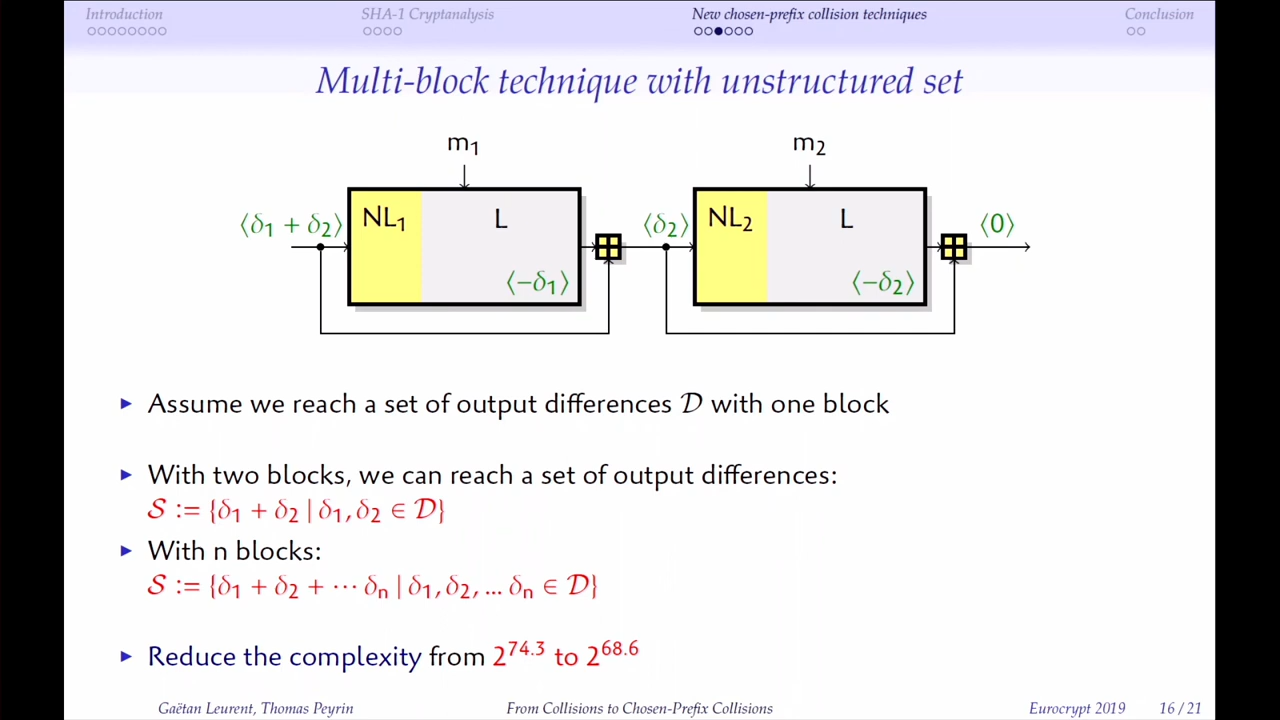 Introduction SHA-1 Cryptanalysis New chosen-prefix collision techniques Conclusion
Multi-block technique with unstructured set
m₁ m₂
⟨δ₁ + δ₂⟩ NL₁ L ⟨δ₂⟩ NL₂ L ⟨0⟩
⟨−δ₁⟩ ⟨−δ₂⟩
Assume we reach a set of output differences 𝒟 with one block
With two blocks, we can reach a set of output differences:
𝒮 := {δ₁ + δ₂ | δ₁, δ₂ ∈ 𝒟}
With n blocks:
𝒮 := {δ₁ + δ₂ + ⋯ δₙ | δ₁, δ₂, ... δₙ ∈ 𝒟}
Reduce the complexity from 2^74.3 to 2^68.6
Gaëtan Leurent, Thomas Peyrin From Collisions to Chosen-Prefix Collisions Eurocrypt 2019 16 / 21